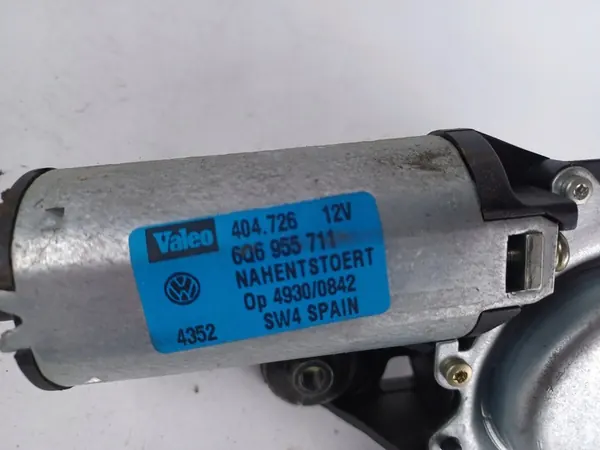 Valeo 404.726 12V
6Q6 955 711
NAHENTSTOERT
Op 4930/0842
4352 SW4 SPAIN